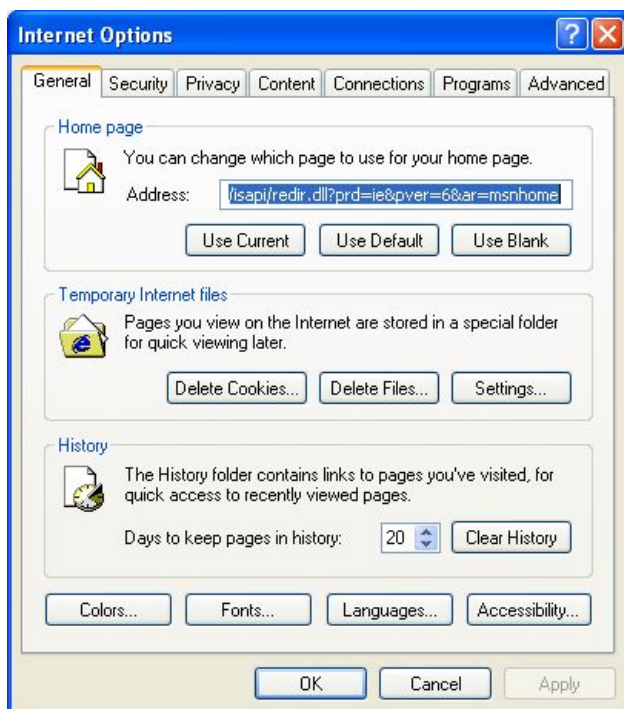 Internet Options
General Security Privacy Content Connections Programs Advanced
Home page
You can change which page to use for your home page.
Address: /isapi/redir.dll?prd=ie&pver=6&ar=msnhome
Use Current Use Default Use Blank
Temporary Internet files
Pages you view on the Internet are stored in a special folder
for quick viewing later.
Delete Cookies... Delete Files... Settings...
History
The History folder contains links to pages you've visited, for
quick access to recently viewed pages.
Days to keep pages in history: 20 Clear History
Colors... Fonts... Languages... Accessibility...
OK Cancel Apply